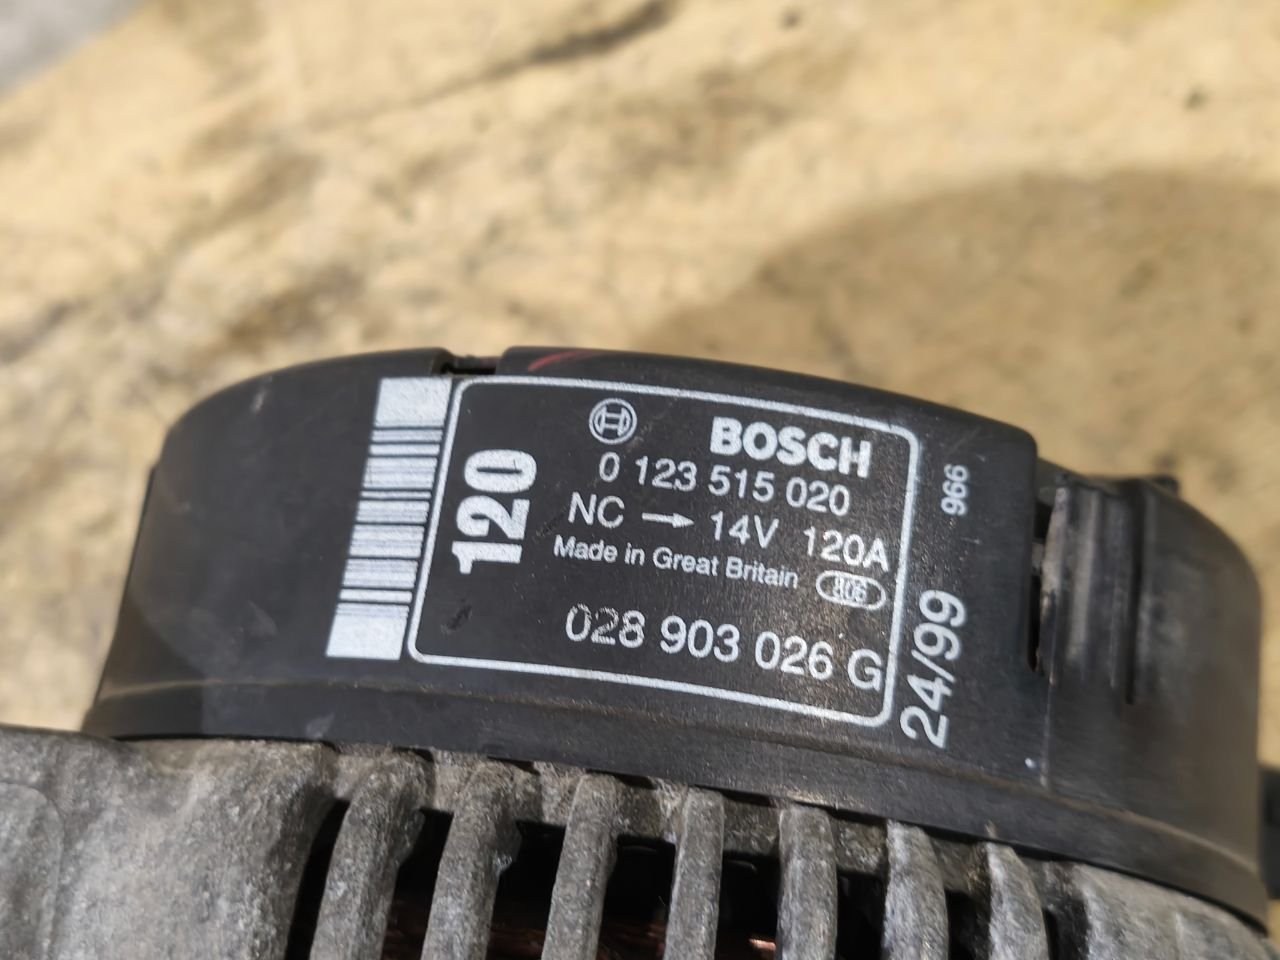 BOSCH
0 123 515 020
NC → 14V 120A
Made in Great Britain 806
028 903 026 G
120
966
24/99